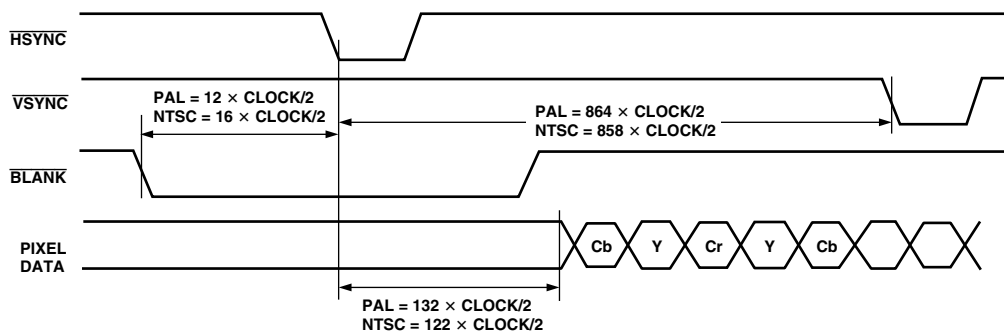 HSYNC
VSYNC
PAL = 12 × CLOCK/2
NTSC = 16 × CLOCK/2
PAL = 864 × CLOCK/2
NTSC = 858 × CLOCK/2
BLANK
PIXEL
DATA
Cb Y Cr Y Cb
PAL = 132 × CLOCK/2
NTSC = 122 × CLOCK/2